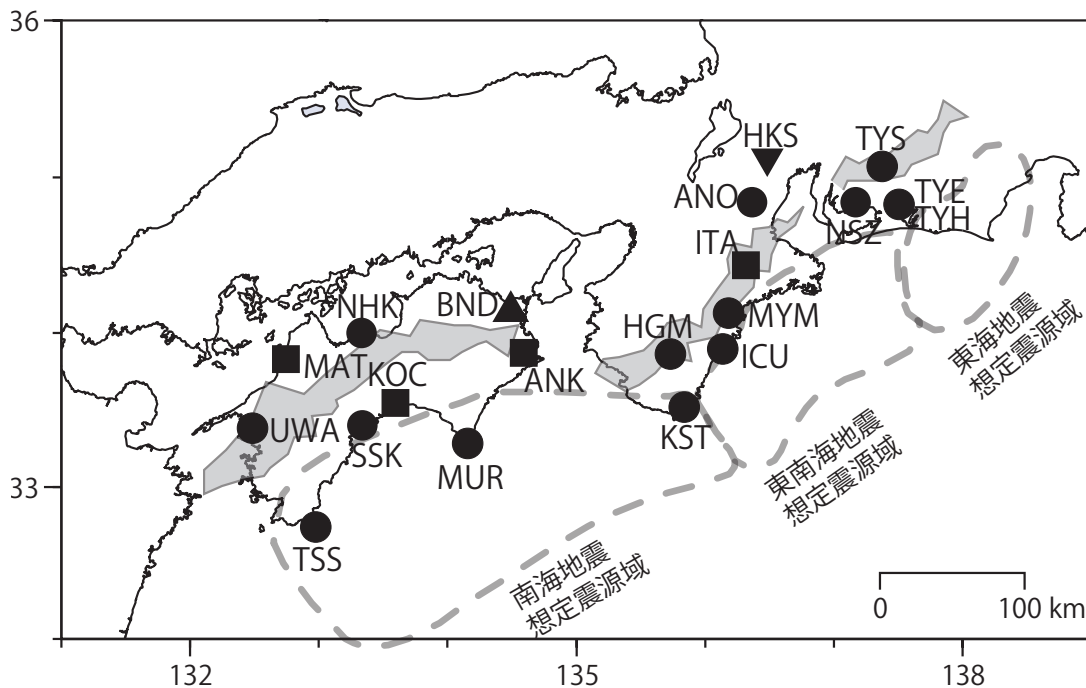 36
33
HKS
TYS
ANO
TYE
TYH
NSZ
ITA
NHK
BND
HGM
MYM
MAT
KOC
ICU
ANK
UWA
KST
SSK
MUR
TSS
東海地震
想定震源域
東南海地震
想定震源域
南海地震
想定震源域
0 100 km
132 135 138